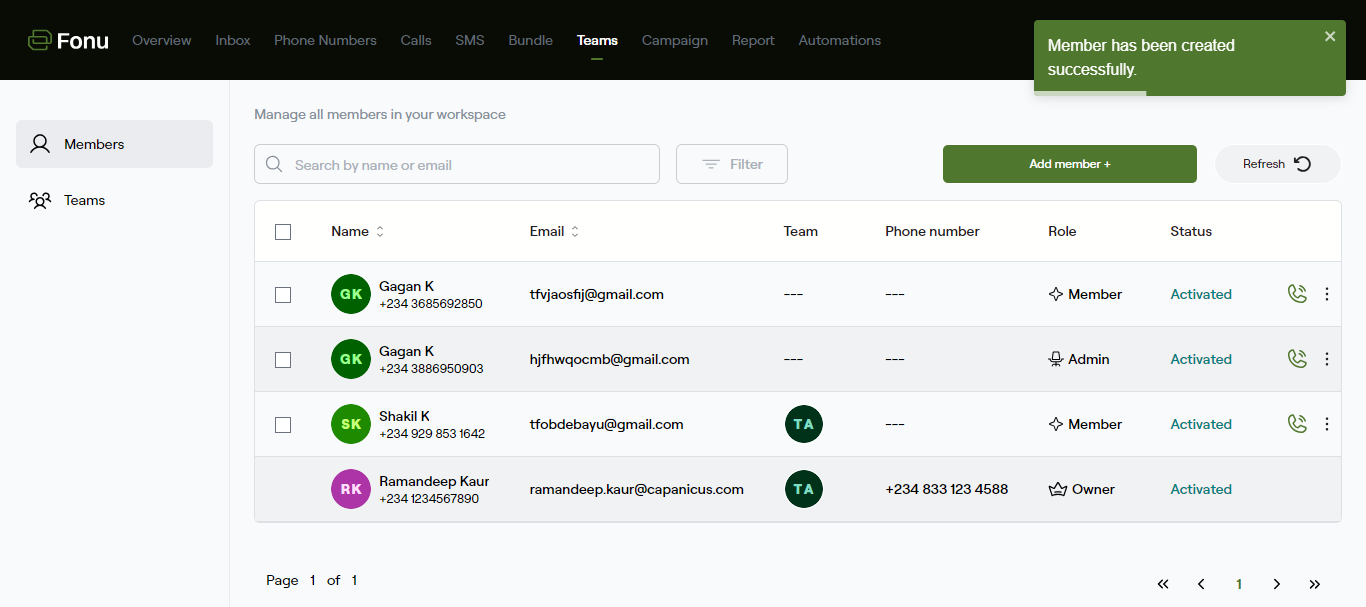 Fonu Overview Inbox Phone Numbers Calls SMS Bundle Teams Campaign Report Automations
Member has been created
successfully.
Members
Teams
Manage all members in your workspace
Search by name or email Filter Add member + Refresh
Name Email Team Phone number Role Status
GK Gagan K tfvjaosfij@gmail.com --- --- Member Activated
+234 3685692850
GK Gagan K hjfhwqocmb@gmail.com --- --- Admin Activated
+234 3886950903
SK Shakil K tfobdebayu@gmail.com TA --- Member Activated
+234 929 853 1642
RK Ramandeep Kaur ramandeep.kaur@capanicus.com TA +234 833 123 4588 Owner Activated
+234 1234567890
Page 1 of 1 1